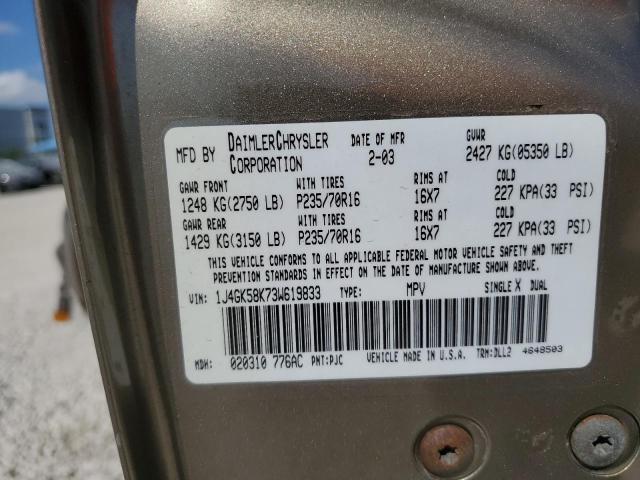 MFD BY DAIMLERCHRYSLER CORPORATION DATE OF MFR 2-03 GVWR 2427 KG(05350 LB)
GAWR FRONT WITH TIRES RIMS AT COLD
1248 KG(2750 LB) P235/70R16 16X7 227 KPA(33 PSI)
GAWR REAR WITH TIRES RIMS AT COLD
1429 KG(3150 LB) P235/70R16 16X7 227 KPA(33 PSI)
THIS VEHICLE CONFORMS TO ALL APPLICABLE FEDERAL MOTOR VEHICLE SAFETY AND THEFT
PREVENTION STANDARDS IN EFFECT ON THE DATE OF MANUFACTURE SHOWN ABOVE.
VIN: 1J4GK58K73W619833 TYPE: MPV SINGLE X DUAL
MDH: 020310 776AC PNT:PJC VEHICLE MADE IN U.S.A. TRM:DLL2 4648503